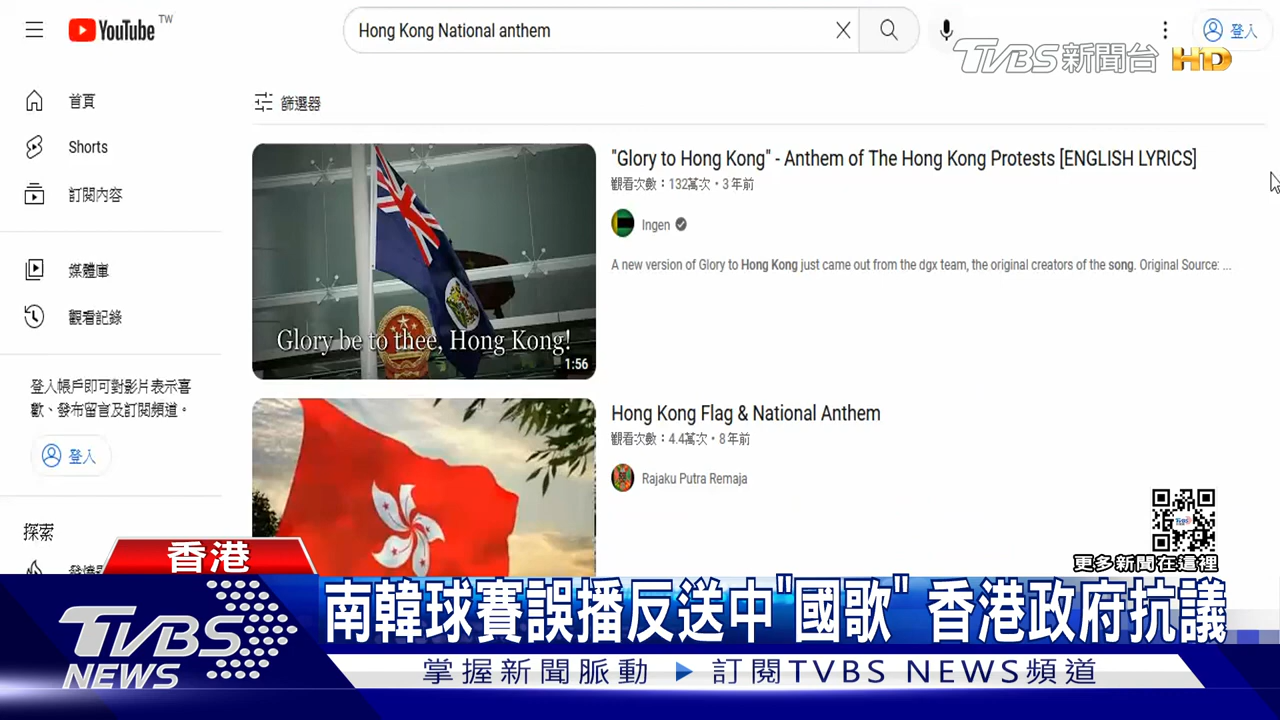 YouTube TW
Hong Kong National anthem
登入
TVBS新聞台 HD
首頁
Shorts
訂閱內容
媒體庫
觀看記錄
登入帳戶即可對影片表示喜
歡、發布留言及訂閱頻道。
登入
探索
篩選器
Glory be to thee, Hong Kong!
1:56
"Glory to Hong Kong" - Anthem of The Hong Kong Protests [ENGLISH LYRICS]
觀看次數：132萬次・3 年前
Ingen
A new version of Glory to Hong Kong just came out from the dgx team, the original creators of the song. Original Source: ...
Hong Kong Flag & National Anthem
觀看次數：4.4萬次・8 年前
Rajaku Putra Remaja
更多新聞在這裡
香港
南韓球賽誤播反送中"國歌" 香港政府抗議
TVBS NEWS
掌握新聞脈動 ▶ 訂閱TVBS NEWS頻道